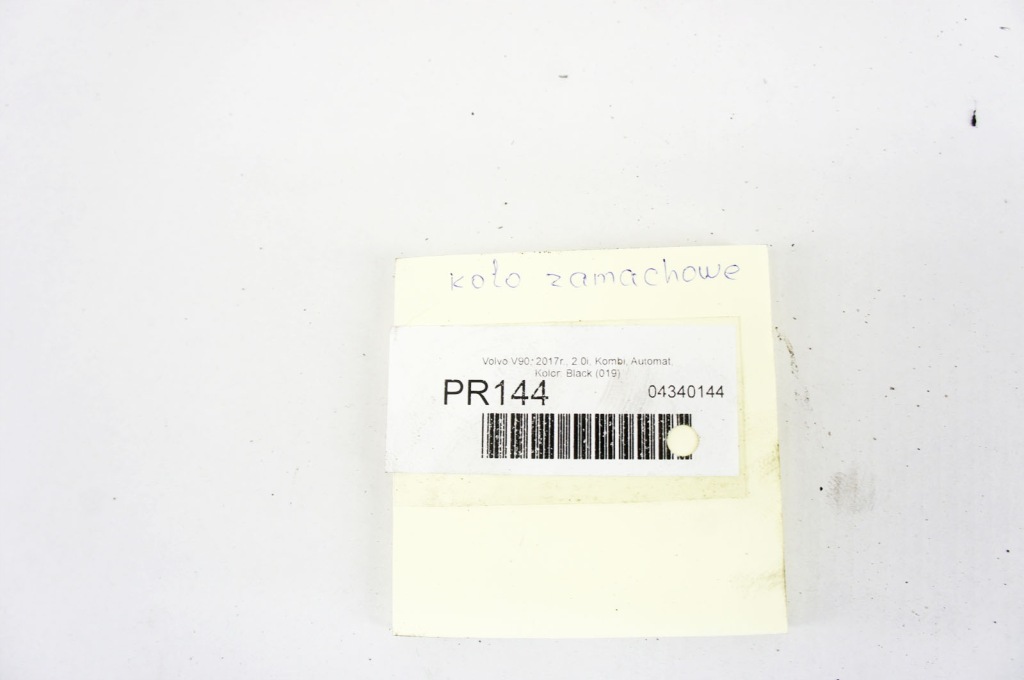 koło zamachowe
Volvo V90; 2017r., 2.0i, Kombi, Automat.
Kolor: Black (019)
PR144 04340144